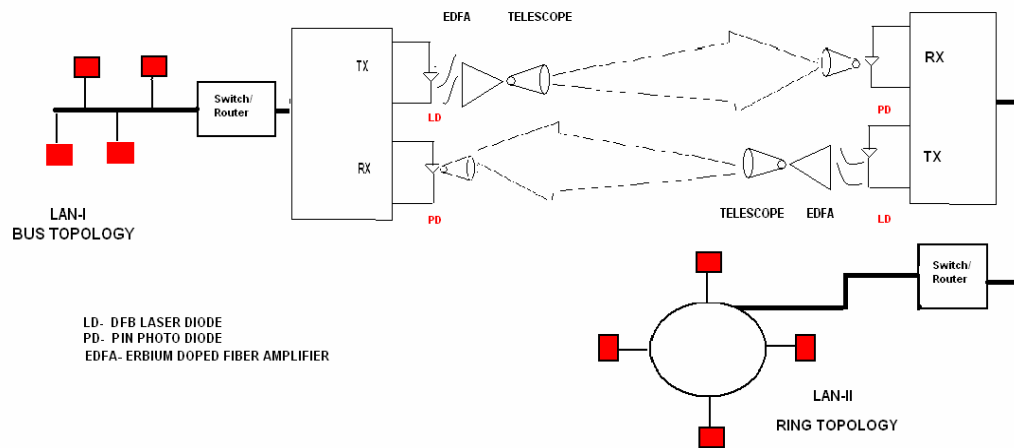 EDFA TELESCOPE
TX
RX
Switch/
Router
LD
PD
RX
TX
PD
LD
TELESCOPE EDFA
LAN-I
BUS TOPOLOGY
Switch/
Router
LD- DFB LASER DIODE
PD- PIN PHOTO DIODE
EDFA- ERBIUM DOPED FIBER AMPLIFIER
LAN-II
RING TOPOLOGY